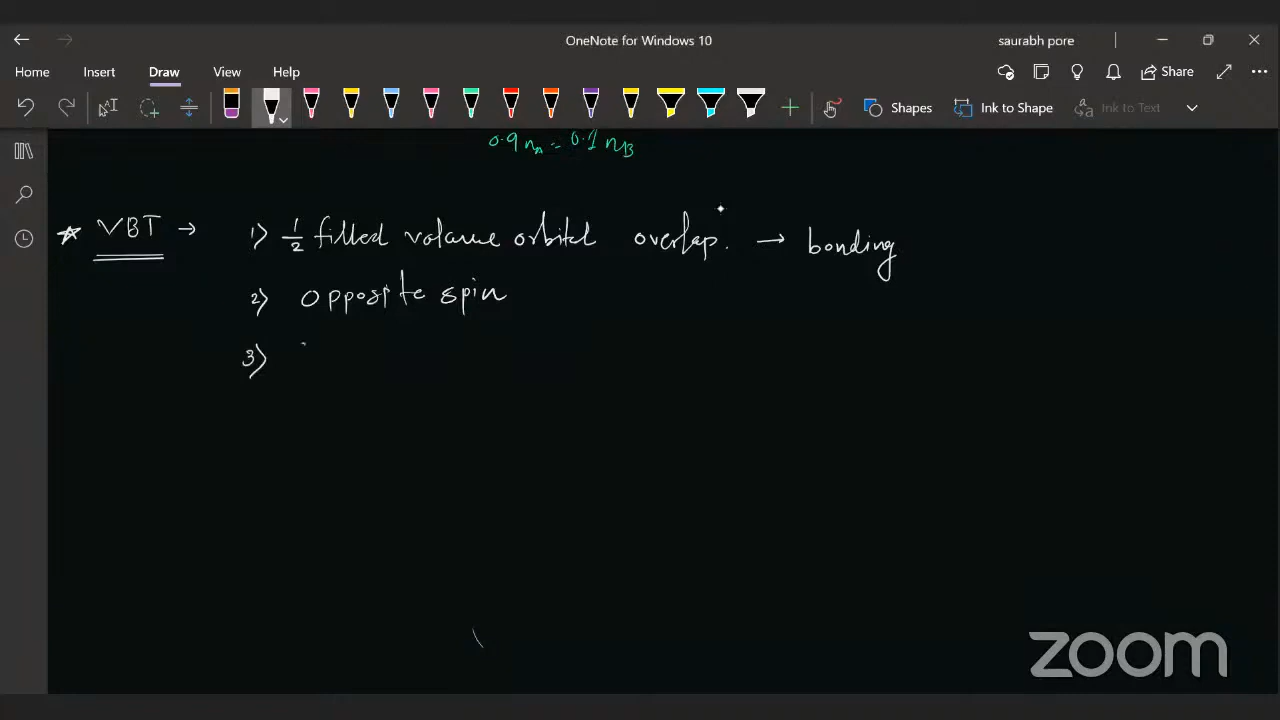 OneNote for Windows 10
saurabh pore
Home Insert Draw View Help
Share
Shapes Ink to Shape Ink to Text
0.9 nA = 0.1 nB
VBT → 1) 1/2 filled volume orbital overlap. → bonding
2) opposite spin
3)
zoom